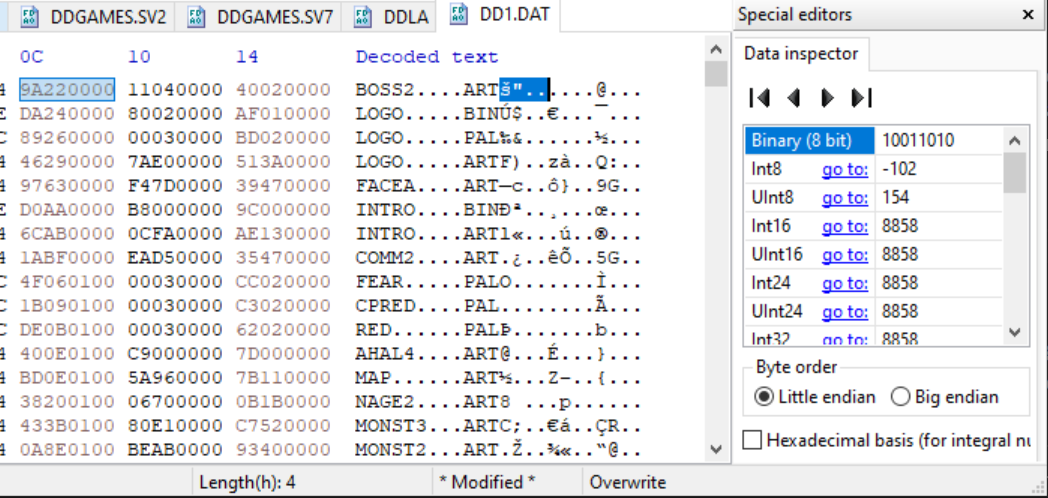 DDGAMES.SV2 DDGAMES.SV7 DDLA DD1.DAT
Special editors
0C 10 14 Decoded text
Data inspector
4 9A220000 11040000 40020000 BOSS2....ARTš"......@...
E DA240000 80020000 AF010000 LOGO.....BINÚ$..€...¯...
C 89260000 00030000 BD020000 LOGO.....PAL‰&......½...
4 46290000 7AE00000 513A0000 LOGO.....ARTF)..zà..Q:..
4 97630000 F47D0000 39470000 FACEA....ART—c..ô}..9G..
E D0AA0000 B8000000 9C000000 INTRO....BINÐª..¸...œ...
4 6CAB0000 0CFA0000 AE130000 INTRO....ARTl«...ú..®...
4 1ABF0000 EAD50000 35470000 COMM2....ART.¿..êÕ..5G..
C 4F060100 00030000 CC020000 FEAR.....PALO.......Ì...
C 1B090100 00030000 C3020000 CPRED....PAL........Ã...
C DE0B0100 00030000 62020000 RED......PALÞ.......b...
4 400E0100 C9000000 7D000000 AHAL4....ART@...É...}...
4 BD0E0100 5A960000 7B110000 MAP......ART½...Z–..{...
4 38200100 06700000 0B1B0000 NAGE2....ART8 ...p......
4 433B0100 80E10000 C7520000 MONST3...ARTC;..€á..ÇR..
4 0A8E0100 BEAB0000 93400000 MONST2...ART.Ž..¾«..“@..
Binary (8 bit) 10011010
Int8 go to: -102
UInt8 go to: 154
Int16 go to: 8858
UInt16 go to: 8858
Int24 go to: 8858
UInt24 go to: 8858
Int32 go to: 8858
Byte order
Little endian Big endian
Hexadecimal basis (for integral nu
Length(h): 4 * Modified * Overwrite